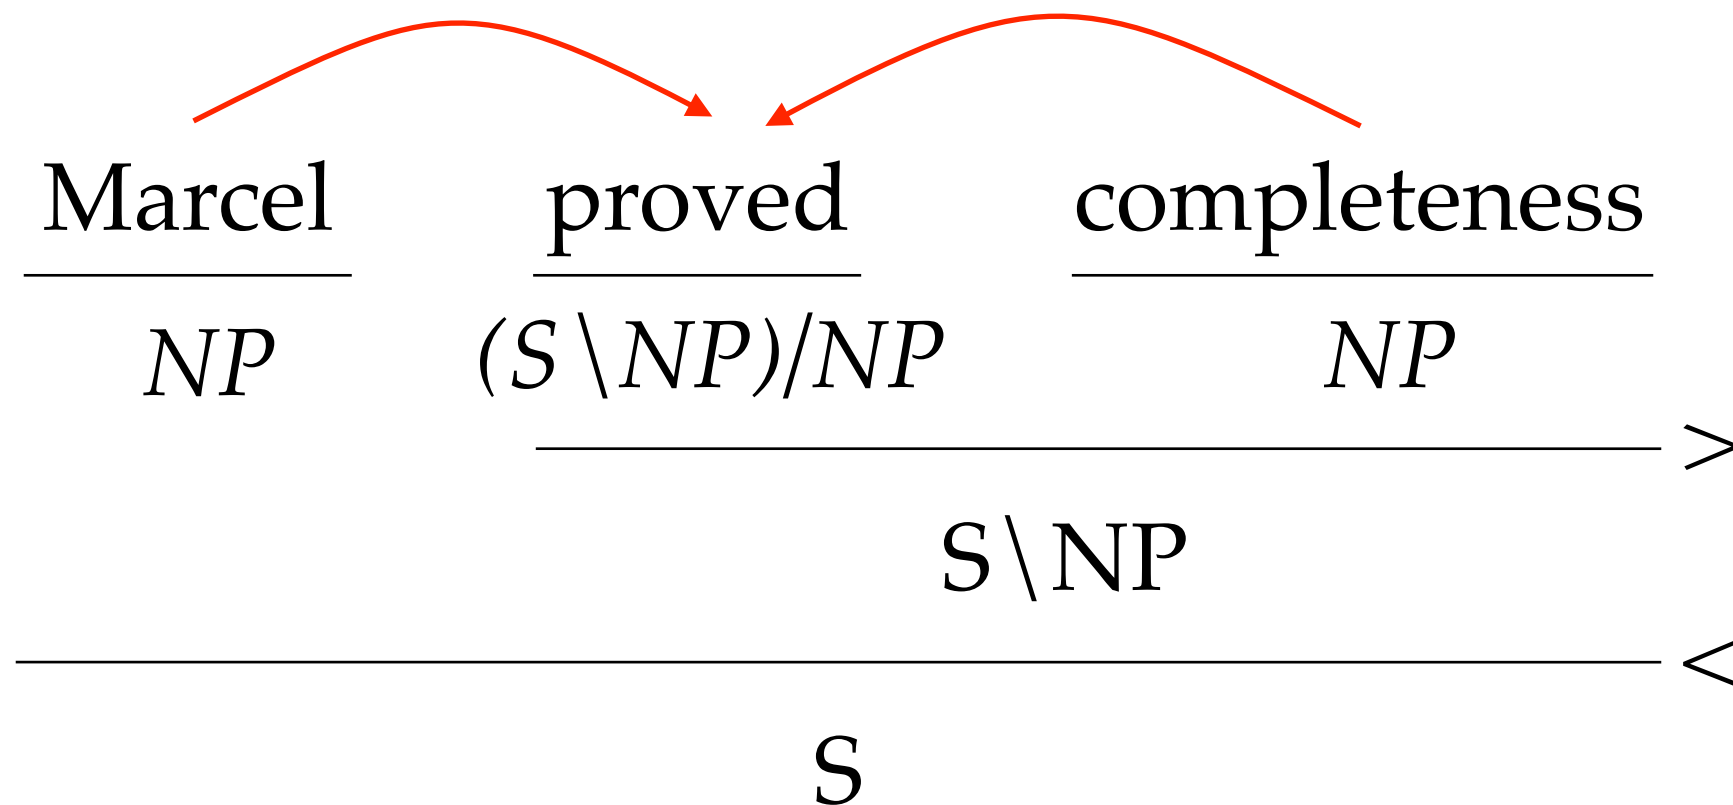 Marcel proved completeness
NP (S\NP)/NP NP
>
S\NP
<
S